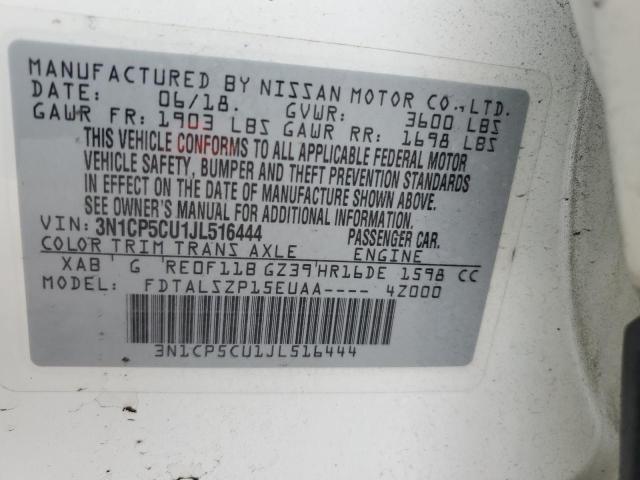 MANUFACTURED BY NISSAN MOTOR CO.,LTD.
DATE: 06/18. GVWR: 3600 LBS
GAWR FR: 1903 LBS GAWR RR: 1698 LBS
THIS VEHICLE CONFORMS TO ALL APPLICABLE FEDERAL MOTOR
VEHICLE SAFETY, BUMPER AND THEFT PREVENTION STANDARDS
IN EFFECT ON THE DATE OF MANUFACTURE SHOWN ABOVE.
SEE OWNER'S MANUAL FOR ADDITIONAL INFORMATION.
VIN: 3N1CP5CU1JL516444 PASSENGER CAR.
COLOR TRIM TRANS AXLE ENGINE
XAB G RE0F11B GZ39 HR16DE 1598 CC
MODEL: FDTALSZP15EUAA---- 4Z000
3N1CP5CU1JL516444